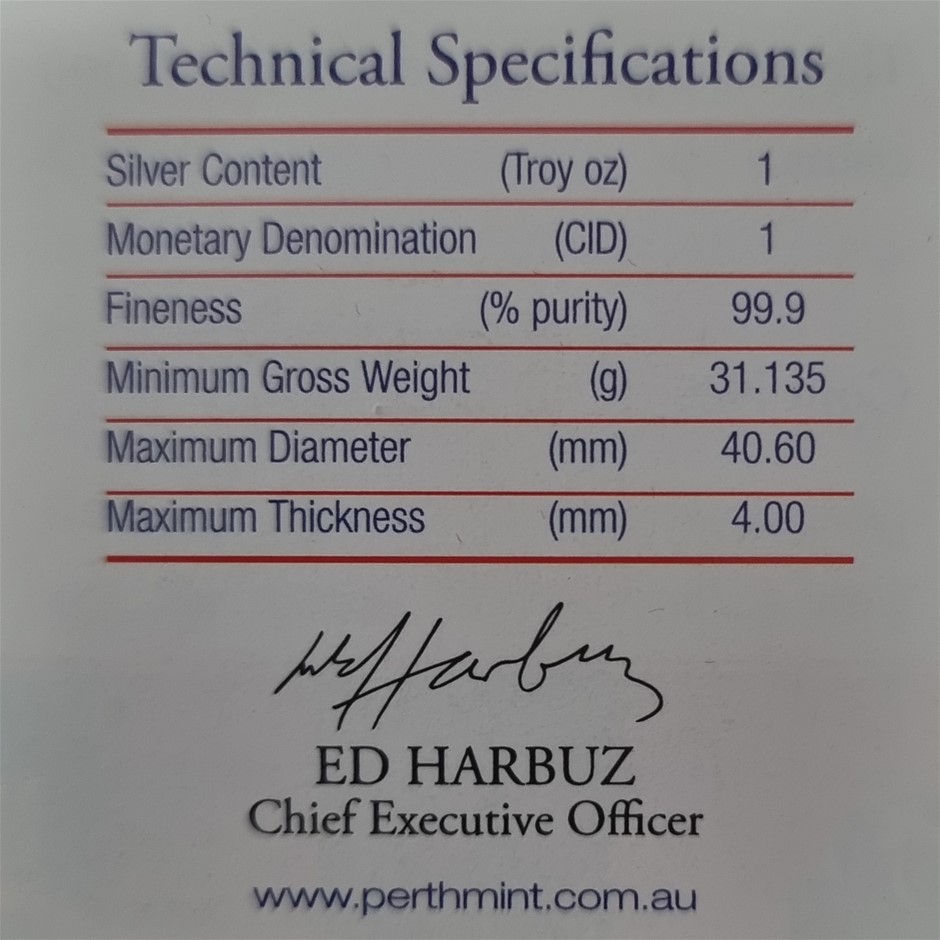 Technical Specifications
Silver Content (Troy oz) 1
Monetary Denomination (CID) 1
Fineness (% purity) 99.9
Minimum Gross Weight (g) 31.135
Maximum Diameter (mm) 40.60
Maximum Thickness (mm) 4.00
Ed Harbuz
ED HARBUZ
Chief Executive Officer
www.perthmint.com.au